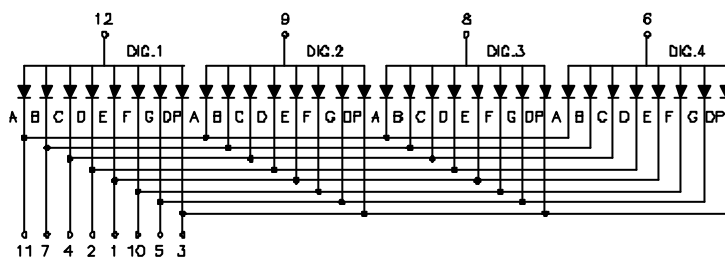 12 9 8 6
DIG.1 DIG.2 DIG.3 DIG.4
A B C D E F G DP A B C D E F G DP A B C D E F G DP A B C D E F G DP
11 7 4 2 1 10 5 3